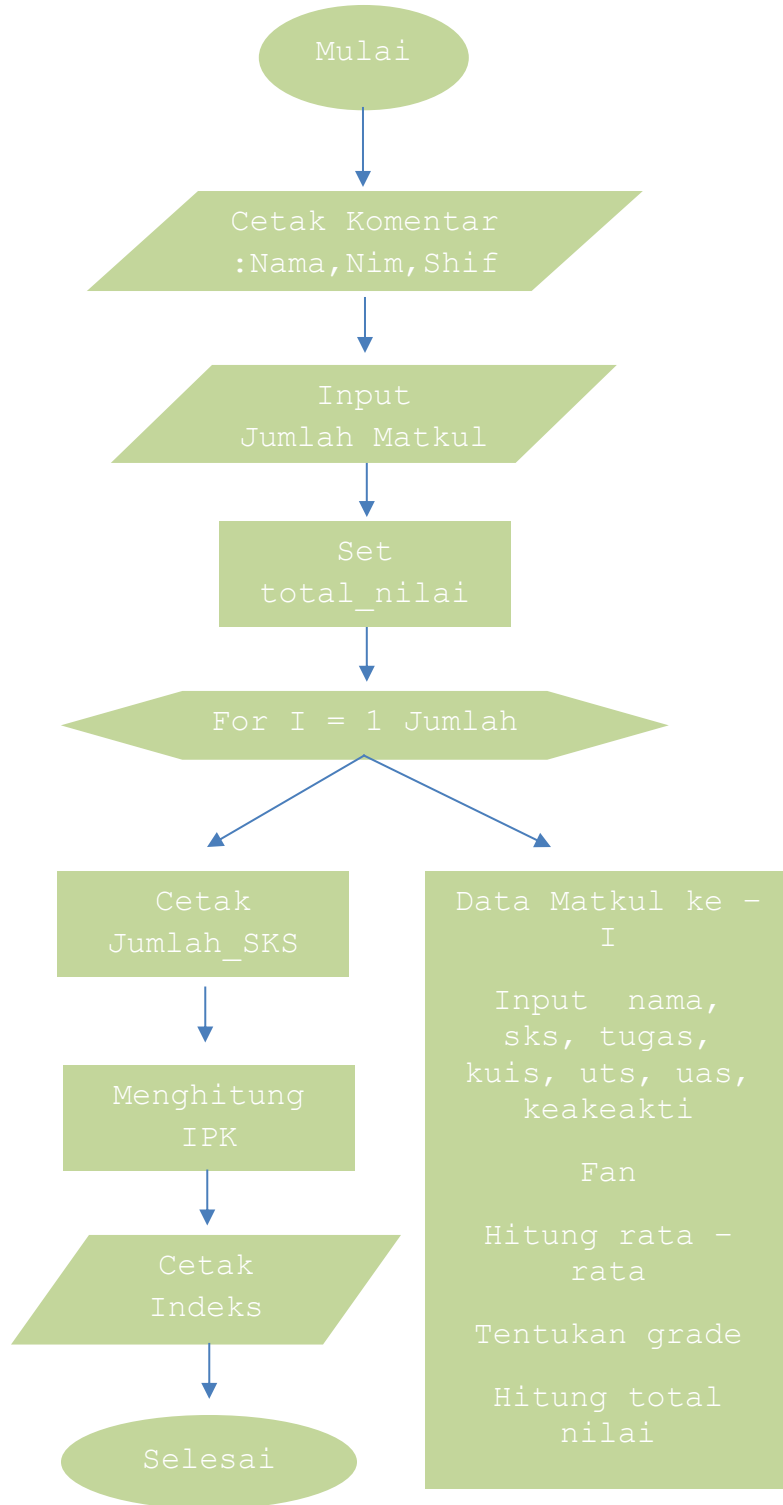 Mulai
Cetak Komentar
:Nama,Nim,Shif
Input
Jumlah Matkul
Set
total_nilai
For I = 1 Jumlah
Cetak
Jumlah_SKS
Menghitung
IPK
Cetak
Indeks
Selesai
Data Matkul ke –
I
Input  nama,
sks, tugas,
kuis, uts, uas,
keakeakti
Fan
Hitung rata –
rata
Tentukan grade
Hitung total
nilai